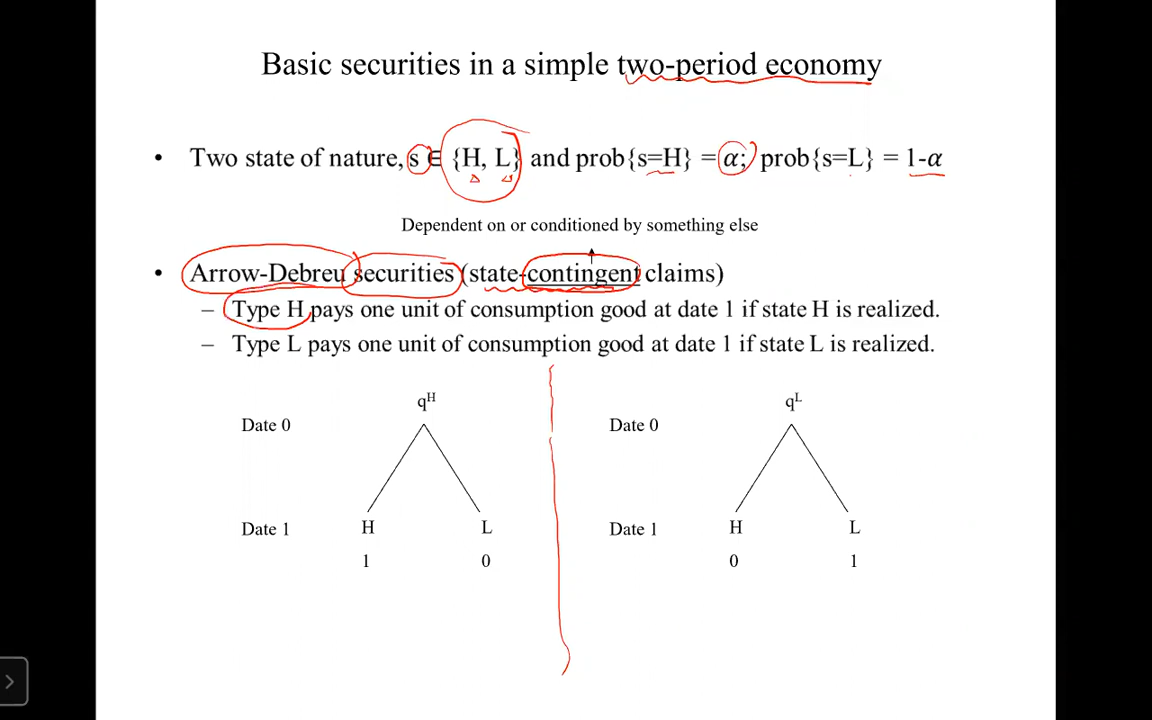 Basic securities in a simple two-period economy
• Two state of nature, s ∈ {H, L} and prob{s=H} = α; prob{s=L} = 1-α
Dependent on or conditioned by something else
• Arrow-Debreu securities (state-contingent claims)
– Type H pays one unit of consumption good at date 1 if state H is realized.
– Type L pays one unit of consumption good at date 1 if state L is realized.
qᴴ qᴸ
Date 0 Date 0
Date 1 H L Date 1 H L
1 0 0 1